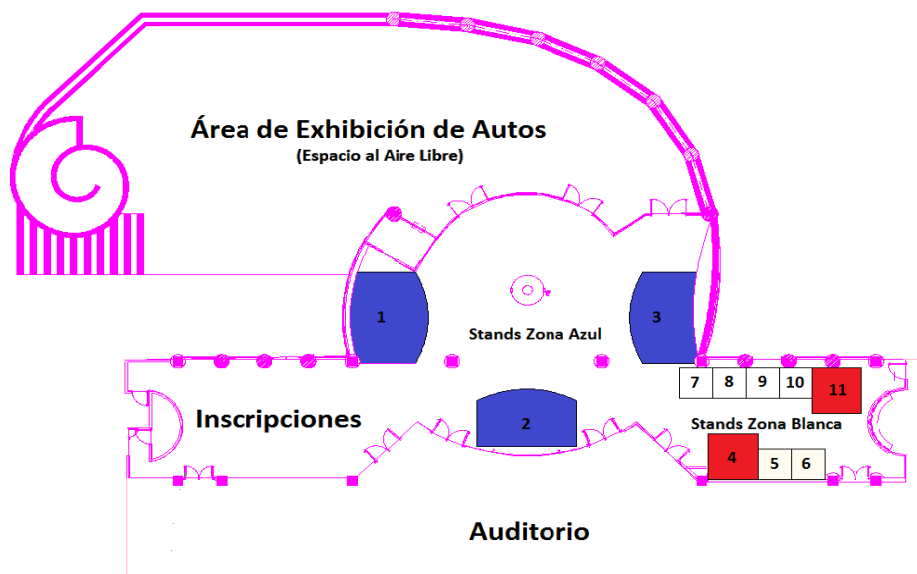 Área de Exhibición de Autos
(Espacio al Aire Libre)
1
3
Stands Zona Azul
7 8 9 10 11
Inscripciones
2
Stands Zona Blanca
4 5 6
Auditorio